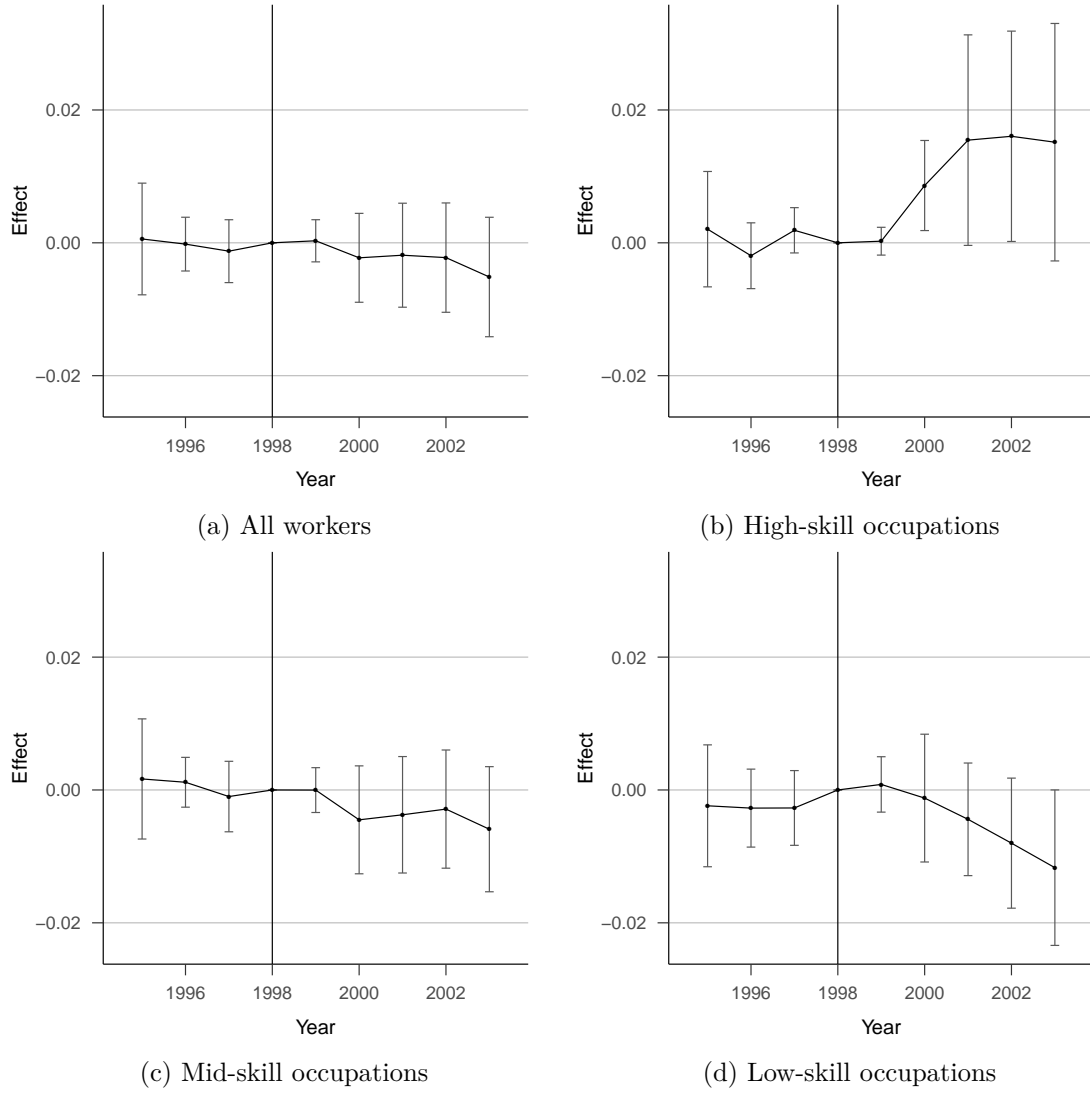 0.02
0.00
−0.02
Effect
1996 1998 2000 2002
Year
(a) All workers
0.02
0.00
−0.02
Effect
1996 1998 2000 2002
Year
(b) High-skill occupations
0.02
0.00
−0.02
Effect
1996 1998 2000 2002
Year
(c) Mid-skill occupations
0.02
0.00
−0.02
Effect
1996 1998 2000 2002
Year
(d) Low-skill occupations